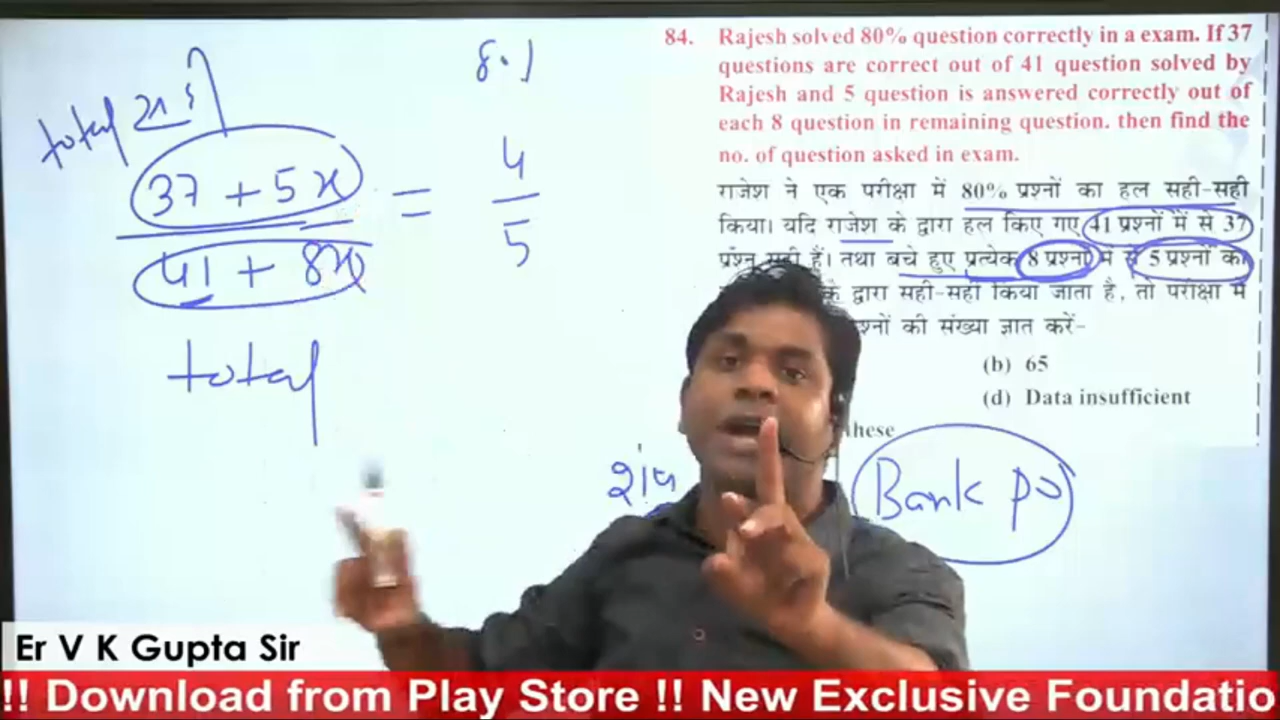 84. Rajesh solved 80% question correctly in a exam. If 37
questions are correct out of 41 question solved by
Rajesh and 5 question is answered correctly out of
each 8 question in remaining question. then find the
no. of question asked in exam.
राजेश ने एक परीक्षा में 80% प्रश्नों का हल सही-सही
किया। यदि राजेश के द्वारा हल किए गए 41 प्रश्नों में से 37
प्रश्न सही हैं। तथा बचे हुए प्रत्येक 8 प्रश्नों में से 5 प्रश्नों का
के द्वारा सही-सही किया जाता है, तो परीक्षा में
प्रश्नों की संख्या ज्ञात करें-
(b) 65
(d) Data insufficient
these
total सही
37 + 5x = 4
41 + 8x 5
total
8.1
Bank po
Er V K Gupta Sir
!! Download from Play Store !! New Exclusive Foundatio